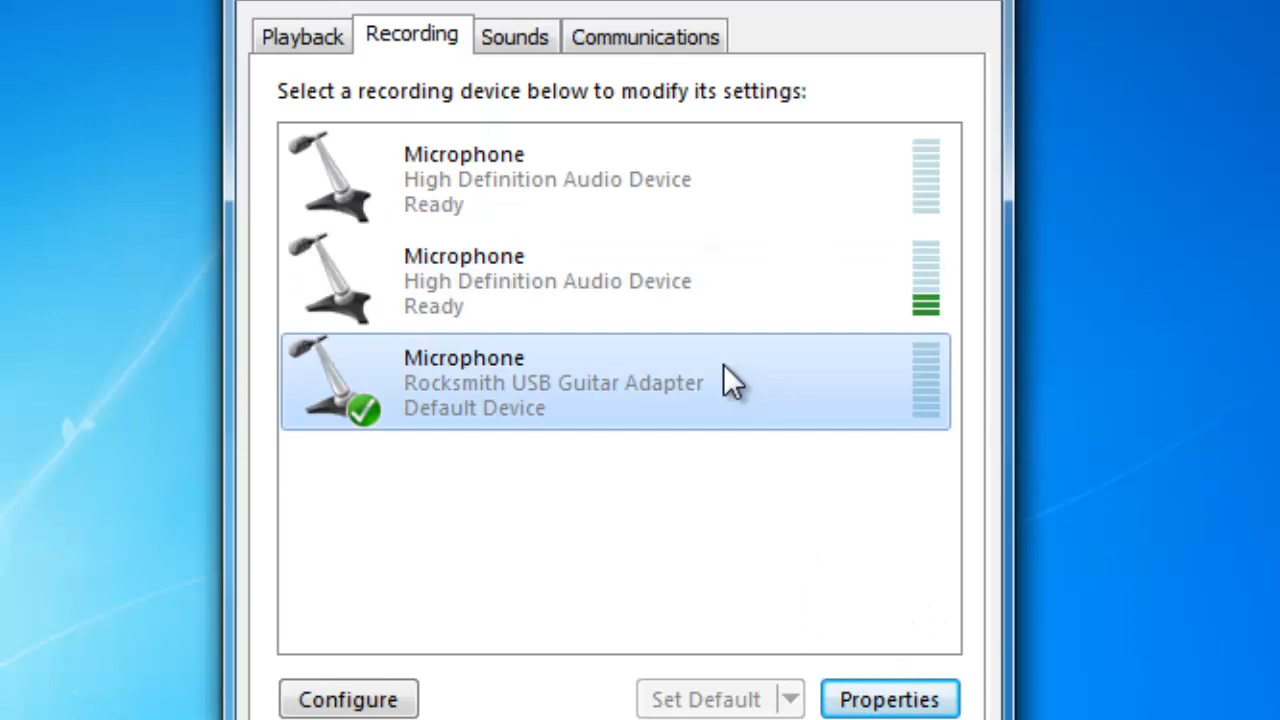 Playback Recording Sounds Communications
Select a recording device below to modify its settings:
Microphone
High Definition Audio Device
Ready
Microphone
High Definition Audio Device
Ready
Microphone
Rocksmith USB Guitar Adapter
Default Device
Configure Set Default Properties